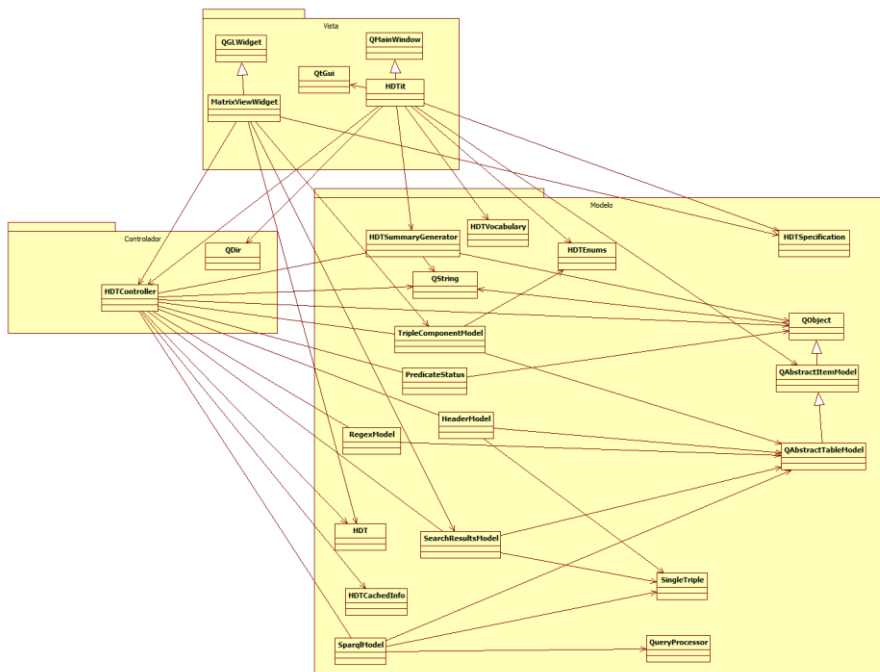 Vista
QGLWidget
QMainWindow
QtGui
HDTit
MatrixViewWidget
Modelo
Controlador
HDTVocabulary
HDTSummaryGenerator
HDTSpecification
QDir
HDTEnums
QString
HDTController
QObject
TripleComponentModel
PredicateStatus
QAbstractItemModel
HeaderModel
RegexModel
QAbstractTableModel
HDT
SearchResultsModel
SingleTriple
HDTCachedInfo
SparqlModel
QueryProcessor